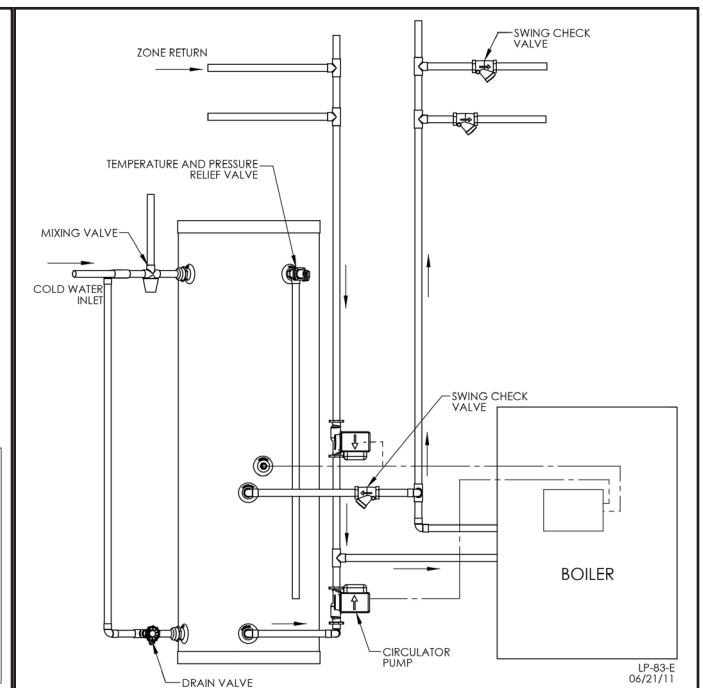 SWING CHECK
VALVE
ZONE RETURN
TEMPERATURE AND PRESSURE
RELIEF VALVE
MIXING VALVE
COLD WATER
INLET
SWING CHECK
VALVE
BOILER
CIRCULATOR
PUMP
DRAIN VALVE
LP-83-E
06/21/11